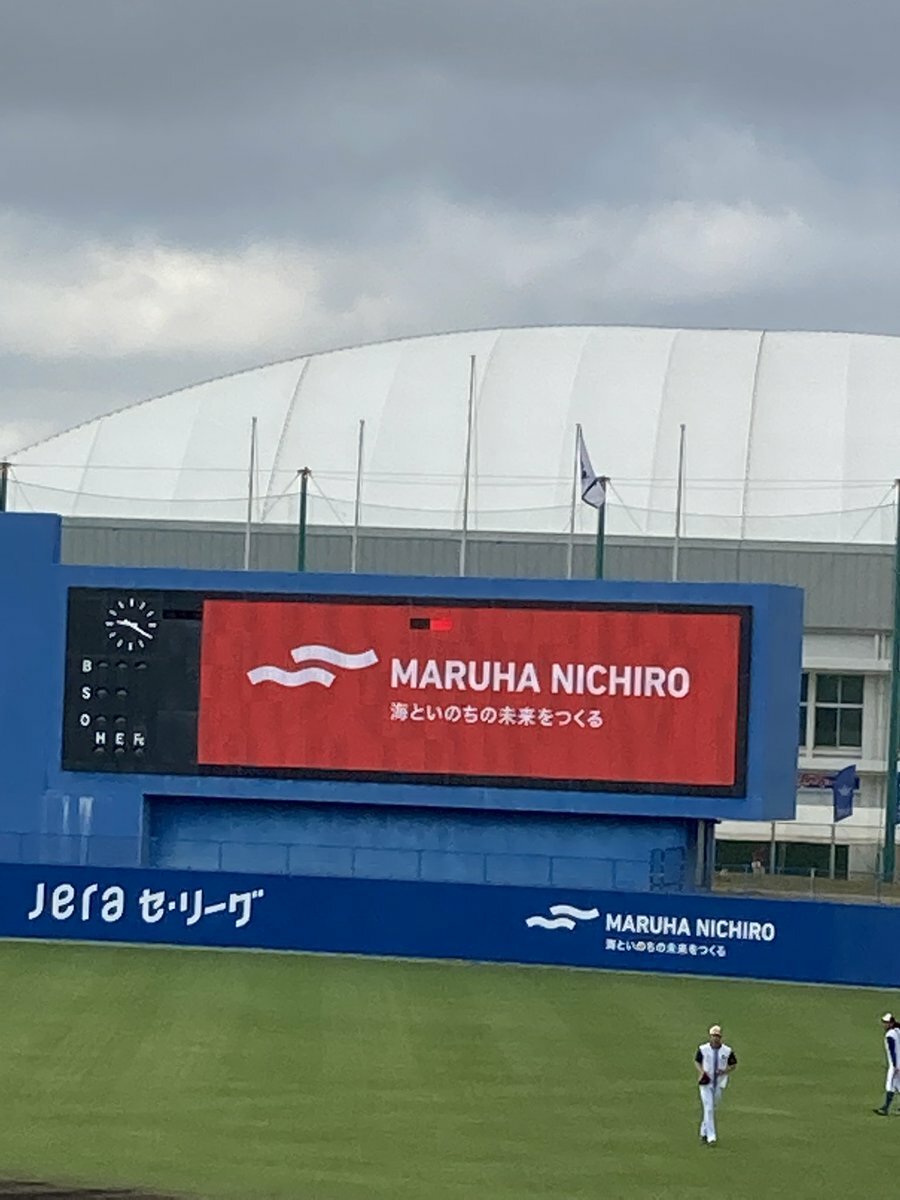 MARUHA NICHIRO
海といのちの未来をつくる
B
S
O
H E Fc
Jera セ・リーグ
MARUHA NICHIRO
海といのちの未来をつくる